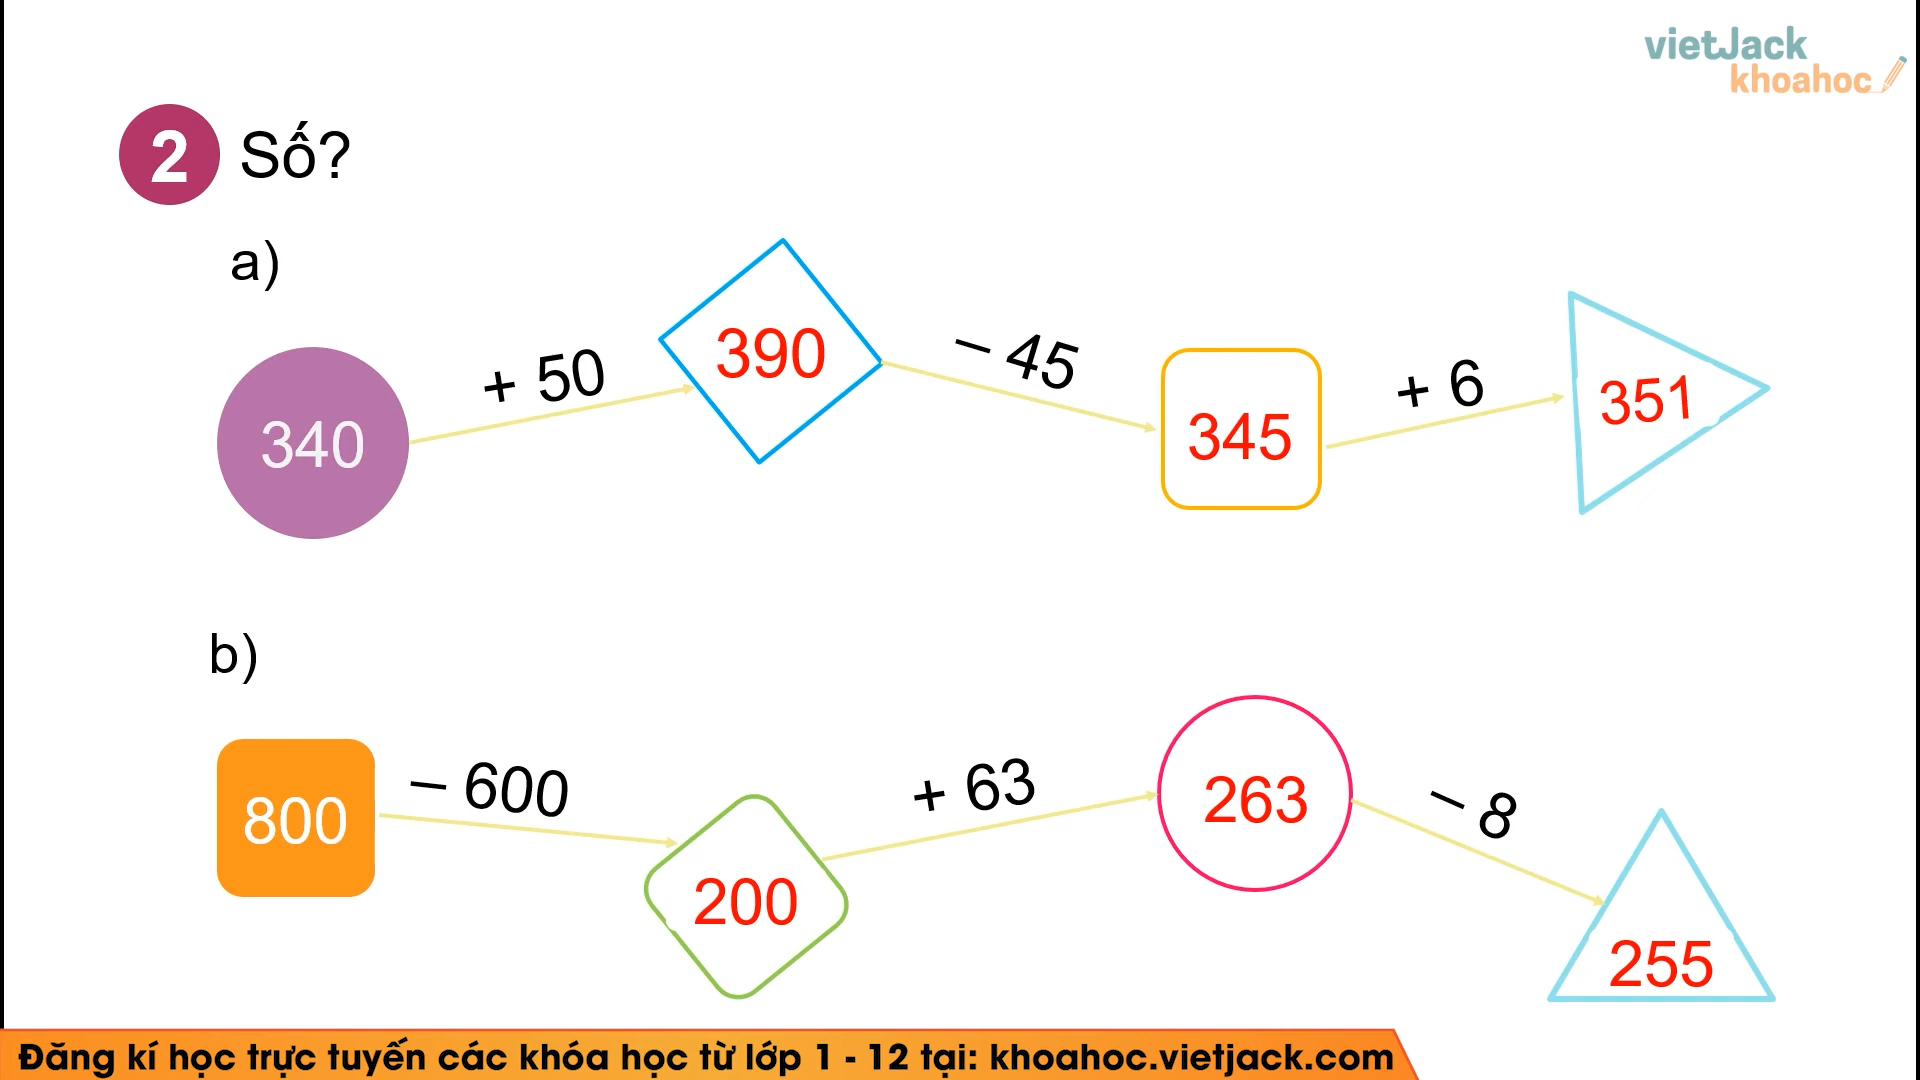 vietJack
khoahoc
2 Số?
a)
340 + 50 390 – 45 345 + 6 351
b)
800 – 600 200 + 63 263 – 8 255
Đăng kí học trực tuyến các khóa học từ lớp 1 - 12 tại: khoahoc.vietjack.com